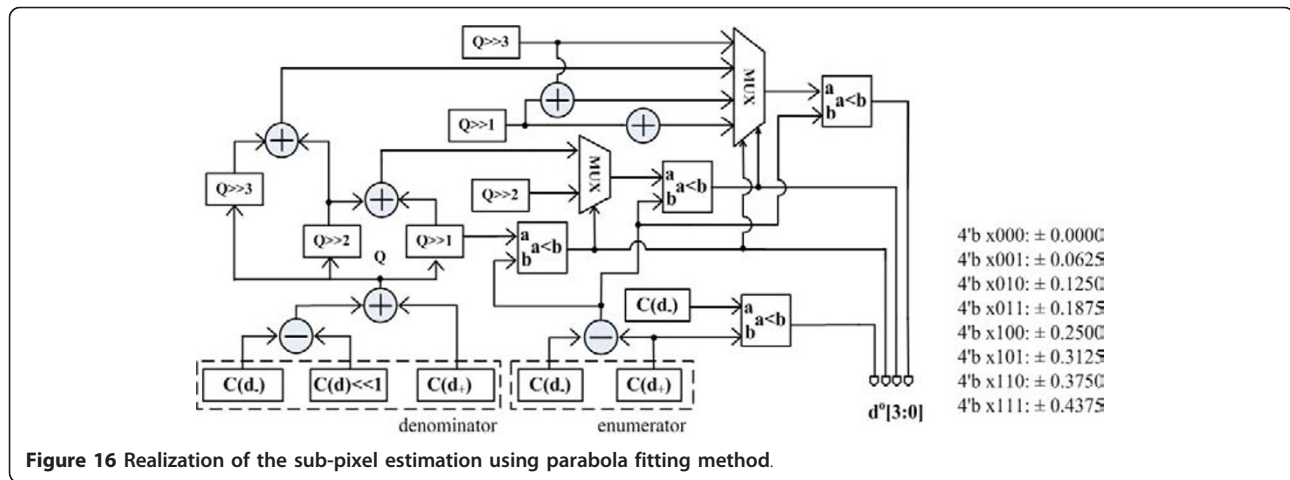 Q>>3
MUX
a
b a<b
Q>>1
Q>>3
MUX
a
b a<b
Q>>2
Q>>2
Q>>1
a
b a<b
Q
C(d₋)
a
b a<b
C(d₋)
C(d)<<1
C(d₊)
C(d₋)
C(d₊)
denominator
enumerator
dº[3:0]
4'b x000: ± 0.0000
4'b x001: ± 0.0625
4'b x010: ± 0.1250
4'b x011: ± 0.1875
4'b x100: ± 0.2500
4'b x101: ± 0.3125
4'b x110: ± 0.3750
4'b x111: ± 0.4375
Figure 16 Realization of the sub-pixel estimation using parabola fitting method.